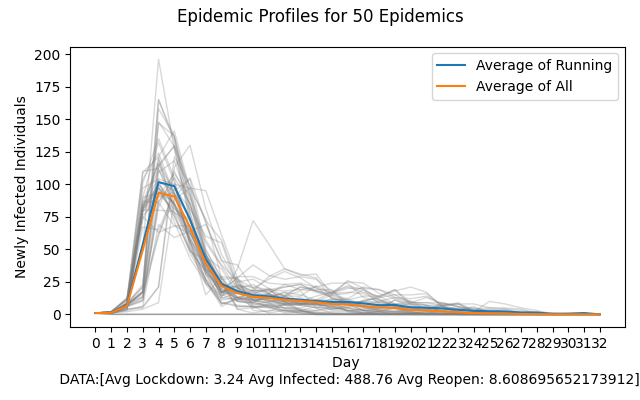 Epidemic Profiles for 50 Epidemics
Average of Running
Average of All
Newly Infected Individuals
200
175
150
125
100
75
50
25
0
0 1 2 3 4 5 6 7 8 9 10 11 12 13 14 15 16 17 18 19 20 21 22 23 24 25 26 27 28 29 30 31 32
Day
DATA:[Avg Lockdown: 3.24 Avg Infected: 488.76 Avg Reopen: 8.608695652173912]